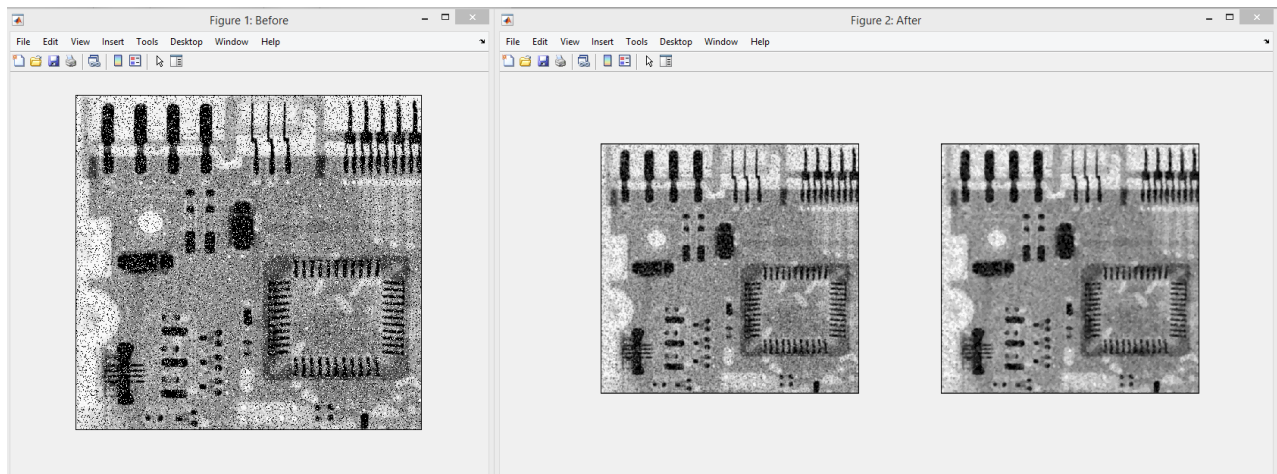 Figure 1: Before
File Edit View Insert Tools Desktop Window Help
Figure 2: After
File Edit View Insert Tools Desktop Window Help